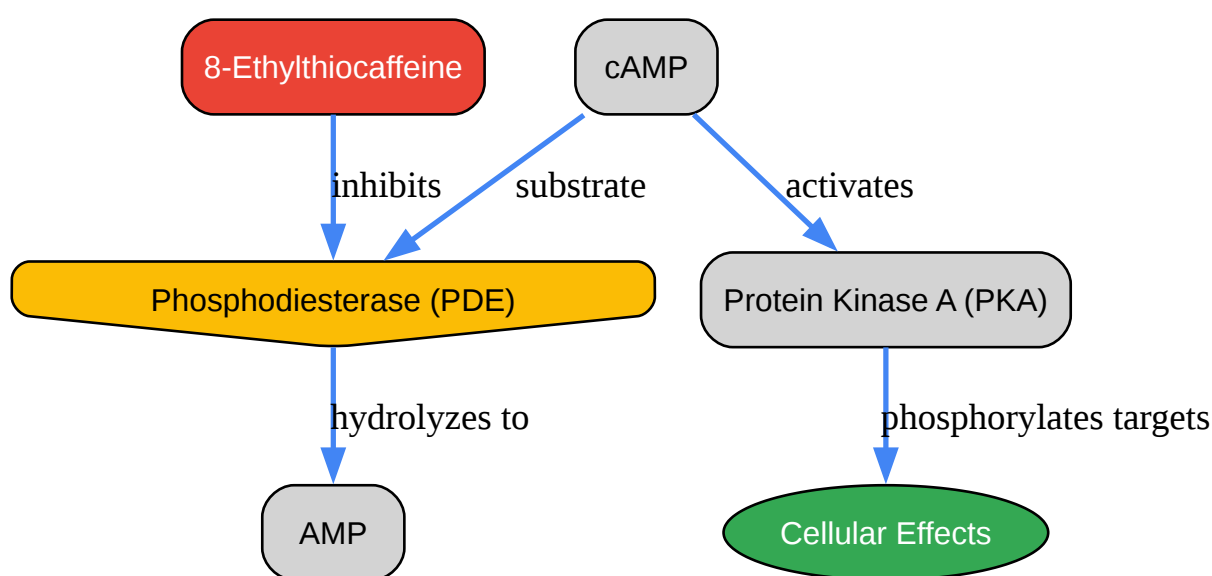 8-Ethylthiocaffeine
cAMP
inhibits
substrate
activates
Phosphodiesterase (PDE)
Protein Kinase A (PKA)
hydrolyzes to
phosphorylates targets
AMP
Cellular Effects